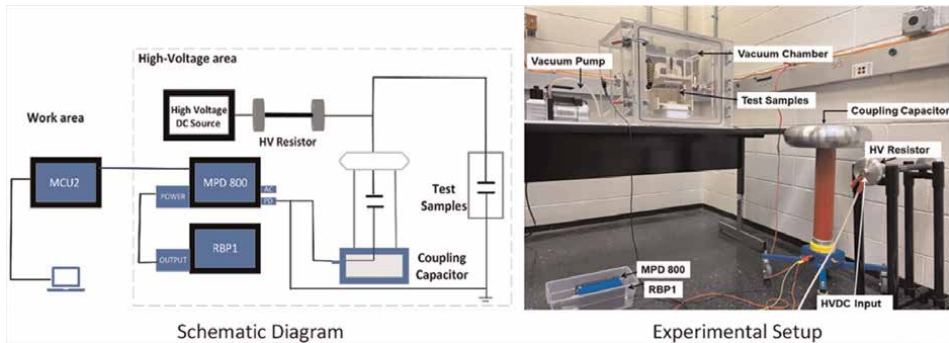 High-Voltage area
Work area
High Voltage
DC Source
HV Resistor
MCU2
MPD 800
AC
PD
POWER
RBP1
OUTPUT
Test
Samples
Coupling
Capacitor
Schematic Diagram
Vacuum Chamber
Vacuum Pump
Test Samples
Coupling Capacitor
HV Resistor
MPD 800
RBP1
HVDC Input
Experimental Setup